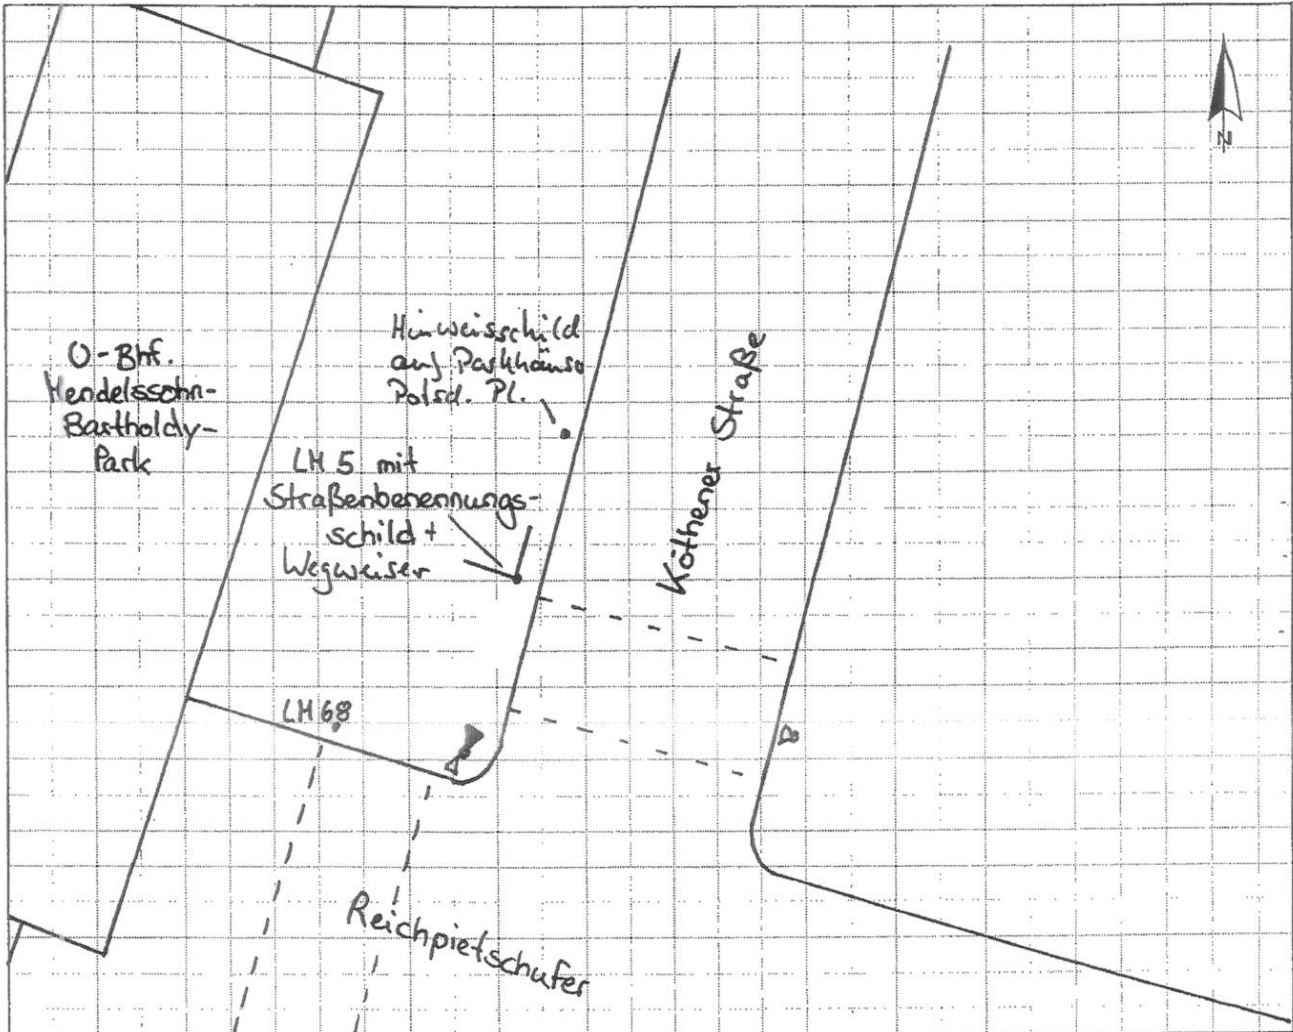 N
U-Bhf.
Mendelssohn-
Bartholdy-
Park
Hinweisschild
auf Parkhäuser
Potsd. Pl.
LM 5 mit
Straßenbenennungs-
schild +
Wegweiser
Köthener Straße
LM 68
Reichpietschufer